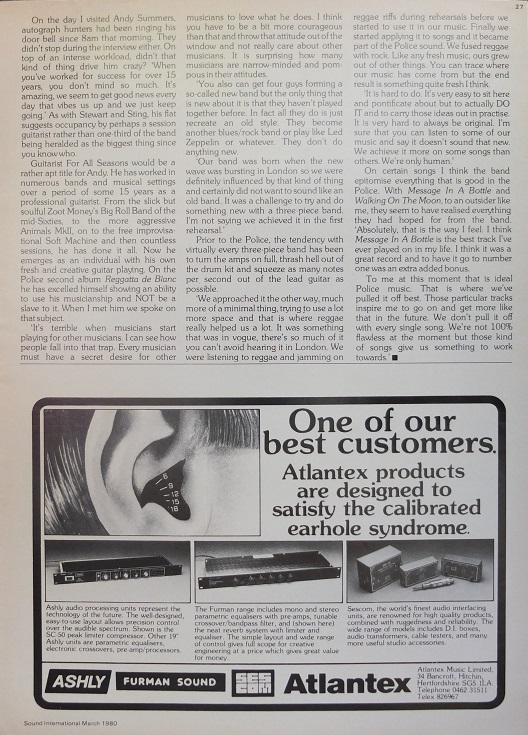 27
On the day I visited Andy Summers,
autograph hunters had been ringing his
door bell since 8am that morning. They
didn't stop during the interview either. On
top of an intense workload, didn't that
kind of thing drive him crazy? 'When
you've worked for success for over 15
years, you don't mind so much. It's
amazing, we seem to get good news every
day that vibes us up and we just keep
going.' As with Stewart and Sting, his flat
suggests occupancy by perhaps a session
guitarist rather than one-third of the band
being heralded as the biggest thing since
you know who.
Guitarist For All Seasons would be a
rather apt title for Andy. He has worked in
numerous bands and musical settings
over a period of some 15 years as a
professional guitarist. From the slick but
soulful Zoot Money's Big Roll Band of the
mid-Sixties, to the more aggressive
Animals MkII, on to the free improvisa-
tional Soft Machine and then countless
sessions, he has done it all. Now he
emerges as an individual with his own
fresh and creative guitar playing. On the
Police second album Reggatta de Blanc
he has excelled himself showing an ability
to use his musicianship and NOT be a
slave to it. When I met him we spoke on
that subject.
'It's terrible when musicians start
playing for other musicians. I can see how
people fall into that trap. Every musician
must have a secret desire for other
musicians to love what he does. I think
you have to be a bit more courageous
than that and throw that attitude out of the
window and not really care about other
musicians. It is surprising how many
musicians are narrow-minded and pom-
pous in their attitudes.
'You also can get four guys forming a
so-called new band but the only thing that
is new about it is that they haven't played
together before. In fact all they do is just
recreate an old style. They become
another blues/rock band or play like Led
Zeppelin or whatever. They don't do
anything new.
'Our band was born when the new
wave was bursting in London so we were
definitely influenced by that kind of thing
and certainly did not want to sound like an
old band. It was a challenge to try and do
something new with a three piece band.
I'm not saying we achieved it in the first
rehearsal.'
Prior to the Police, the tendency with
virtually every three piece band has been
to turn the amps on full, thrash hell out of
the drum kit and squeeze as many notes
per second out of the lead guitar as
possible.
'We approached it the other way, much
more of a minimal thing, trying to use a lot
more space and that is where reggae
really helped us a lot. It was something
that was in vogue, there's so much of it
you can't avoid hearing it in London. We
were listening to reggae and jamming on
reggae riffs during rehearsals before we
started to use it in our music. Finally we
started applying it to songs and it became
part of the Police sound. We fused reggae
with rock. Like any fresh music, ours grew
out of other things. You can trace where
our music has come from but the end
result is something quite fresh I think.
'It is hard to do. It's very easy to sit here
and pontificate about but to actually DO
IT and to carry those ideas out in practise.
It is very hard to always be original. I'm
sure that you can listen to some of our
music and say it doesn't sound that new.
We achieve it more on some songs than
others. We're only human.'
On certain songs I think the band
epitomise everything that is good in the
Police. With Message In A Bottle and
Walking On The Moon, to an outsider like
me, they seem to have realised everything
they had hoped for from the band.
'Absolutely, that is the way I feel. I think
Message In A Bottle is the best track I've
ever played on in my life. I think it was a
great record and to have it go to number
one was an extra added bonus.
To me at this moment that is ideal
Police music. That is where we've
pulled it off best. Those particular tracks
inspire me to go on and get more like
that in the future. We don't pull it off
with every single song. We're not 100%
flawless at the moment but those kind
of songs give us something to work
towards.' ■
6
9
12
15
18
One of our
best customers.
Atlantex products
are designed to
satisfy the calibrated
earhole syndrome.
Ashly audio processing units represent the
technology of the future. The well-designed,
easy-to-use layout allows precision control
over the audible spectrum. Shown is the
SC-50 peak limiter compressor. Other 19"
Ashly units are parametric equalisers,
electronic crossovers, pre-amp/processors.
The Furman range includes mono and stereo
parametric equalisers with pre-amps, tunable
crossover/bandpass filter, and (shown here)
the neat reverb system with limiter and
equaliser. The simple layout and wide range
of control gives full scope for creative
engineering at a price which gives great value
for money.
Sescom, the world's finest audio interfacing
units, are renowned for high quality products,
combined with ruggedness and reliability. The
wide range of models includes D.I. boxes,
audio transformers, cable testers, and many
more useful studio accessories.
ASHLY
FURMAN SOUND
SES
COM
Atlantex
Atlantex Music Limited,
34 Bancroft, Hitchin,
Hertfordshire SG5 1LA.
Telephone 0462 31511
Telex 826967
Sound International March 1980